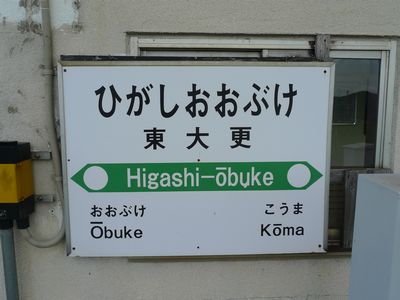 ひがしおおぶけ
東大更
Higashi-ōbuke
おおぶけ こうま
Ōbuke Kōma